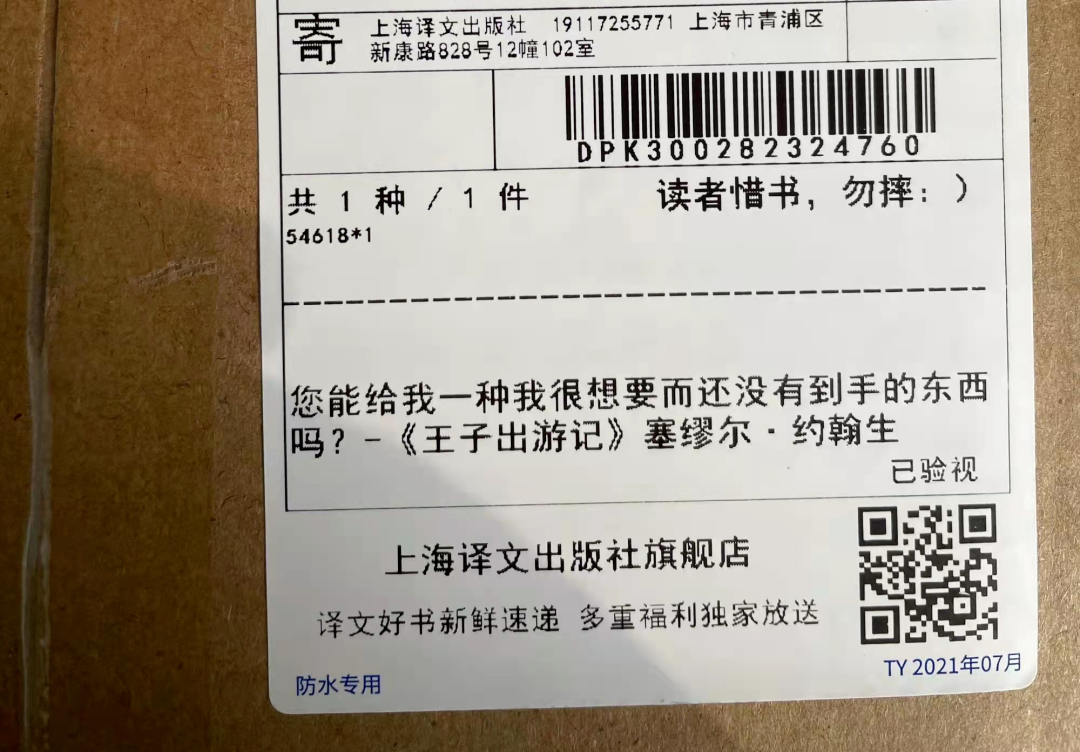 寄
上海译文出版社 19117255771 上海市青浦区
新康路828号12幢102室
DPK300282324760
共 1 种 / 1 件
读者惜书，勿摔：）
54618*1
您能给我一种我很想要而还没有到手的东西
吗？-《王子出游记》塞缪尔·约翰生
已验视
上海译文出版社旗舰店
译文好书新鲜速递 多重福利独家放送
防水专用
TY 2021年07月